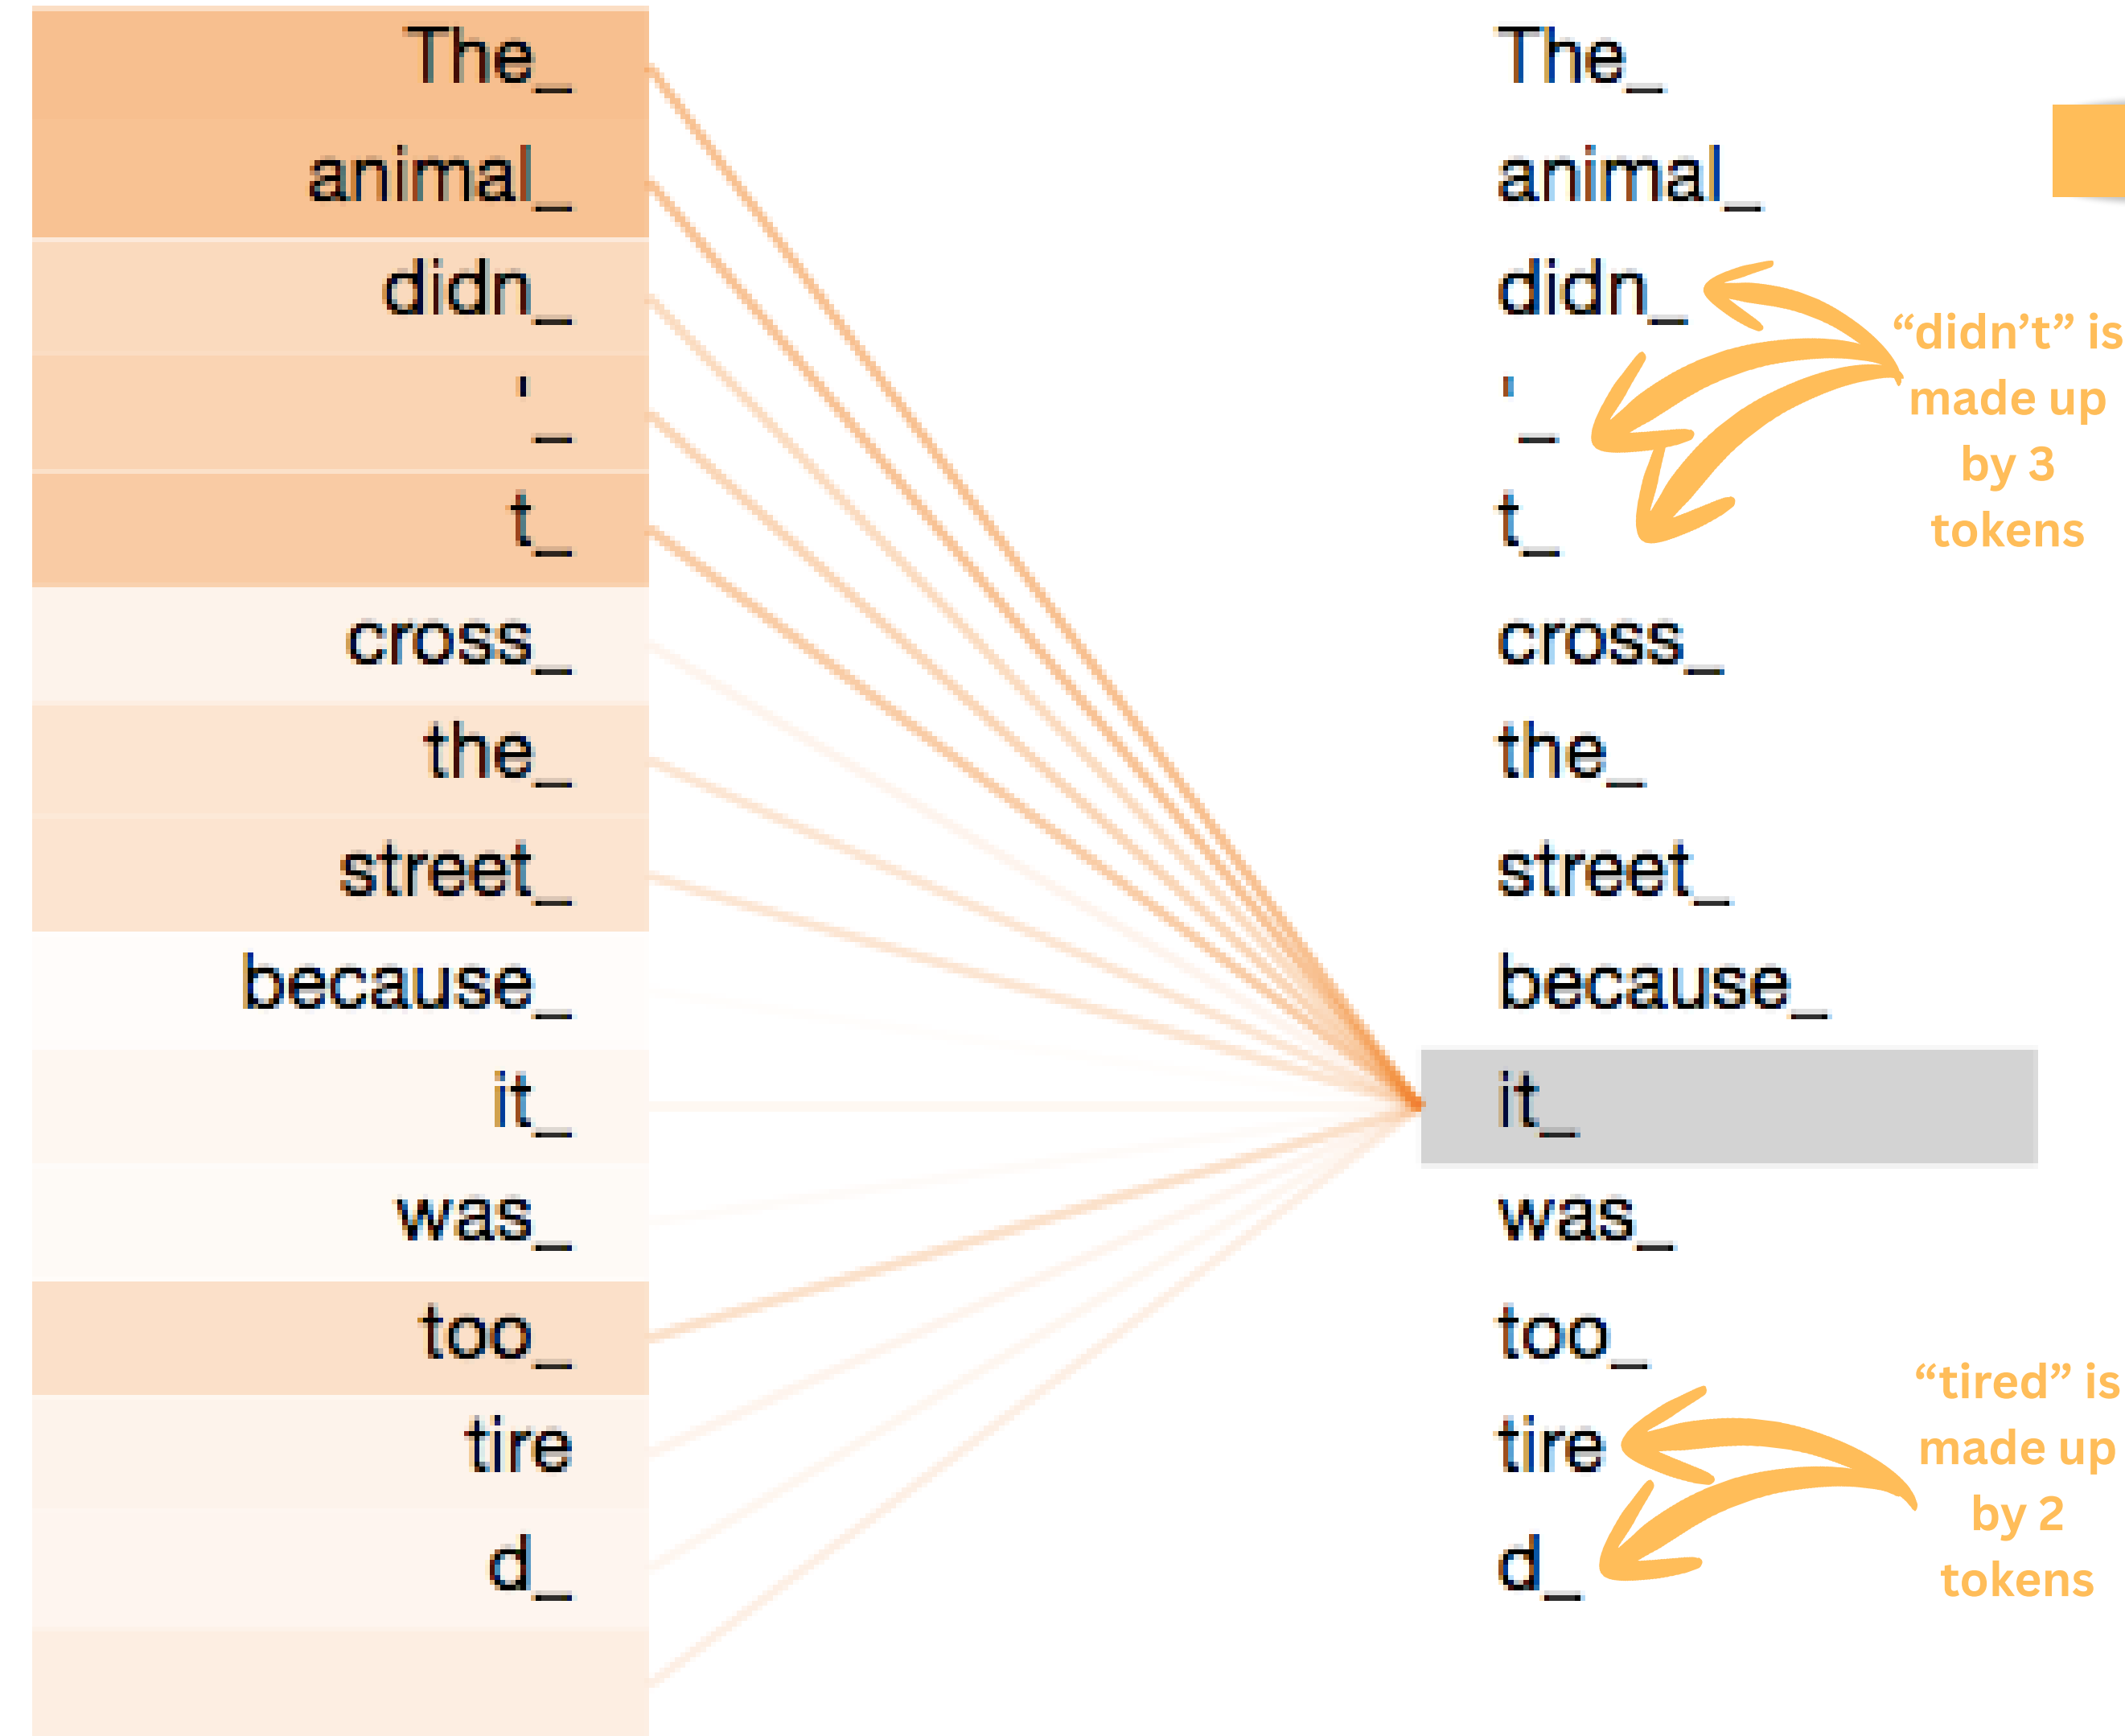 The_
animal_
didn_
'_
t_
cross_
the_
street_
because_
it_
was_
too_
tire
d_
The_
animal_
didn_
'_
t_
cross_
the_
street_
because_
it_
was_
too_
tire
d_
“didn’t” is
made up
by 3
tokens
“tired” is
made up
by 2
tokens